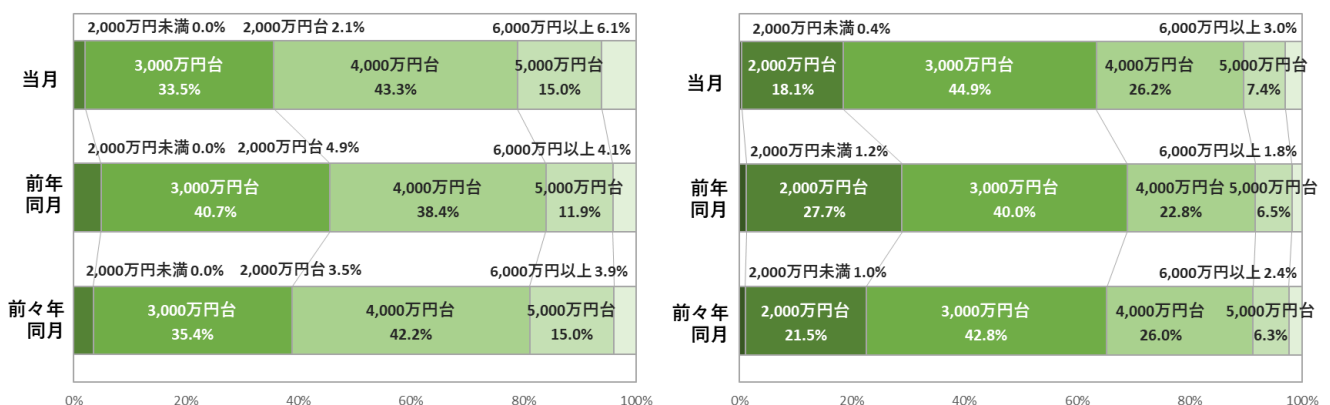 2,000万円未満 0.0%
2,000万円台 2.1%
6,000万円以上 6.1%
当月
3,000万円台
33.5%
4,000万円台
43.3%
5,000万円台
15.0%
2,000万円未満 0.0%
2,000万円台 4.9%
6,000万円以上 4.1%
前年
同月
3,000万円台
40.7%
4,000万円台
38.4%
5,000万円台
11.9%
2,000万円未満 0.0%
2,000万円台 3.5%
6,000万円以上 3.9%
前々年
同月
3,000万円台
35.4%
4,000万円台
42.2%
5,000万円台
15.0%
0%
20%
40%
60%
80%
100%
2,000万円未満 0.4%
6,000万円以上 3.0%
当月
2,000万円台
18.1%
3,000万円台
44.9%
4,000万円台
26.2%
5,000万円台
7.4%
2,000万円未満 1.2%
6,000万円以上 1.8%
前年
同月
2,000万円台
27.7%
3,000万円台
40.0%
4,000万円台
22.8%
5,000万円台
6.5%
2,000万円未満 1.0%
6,000万円以上 2.4%
前々年
同月
2,000万円台
21.5%
3,000万円台
42.8%
4,000万円台
26.0%
5,000万円台
6.3%
0%
20%
40%
60%
80%
100%